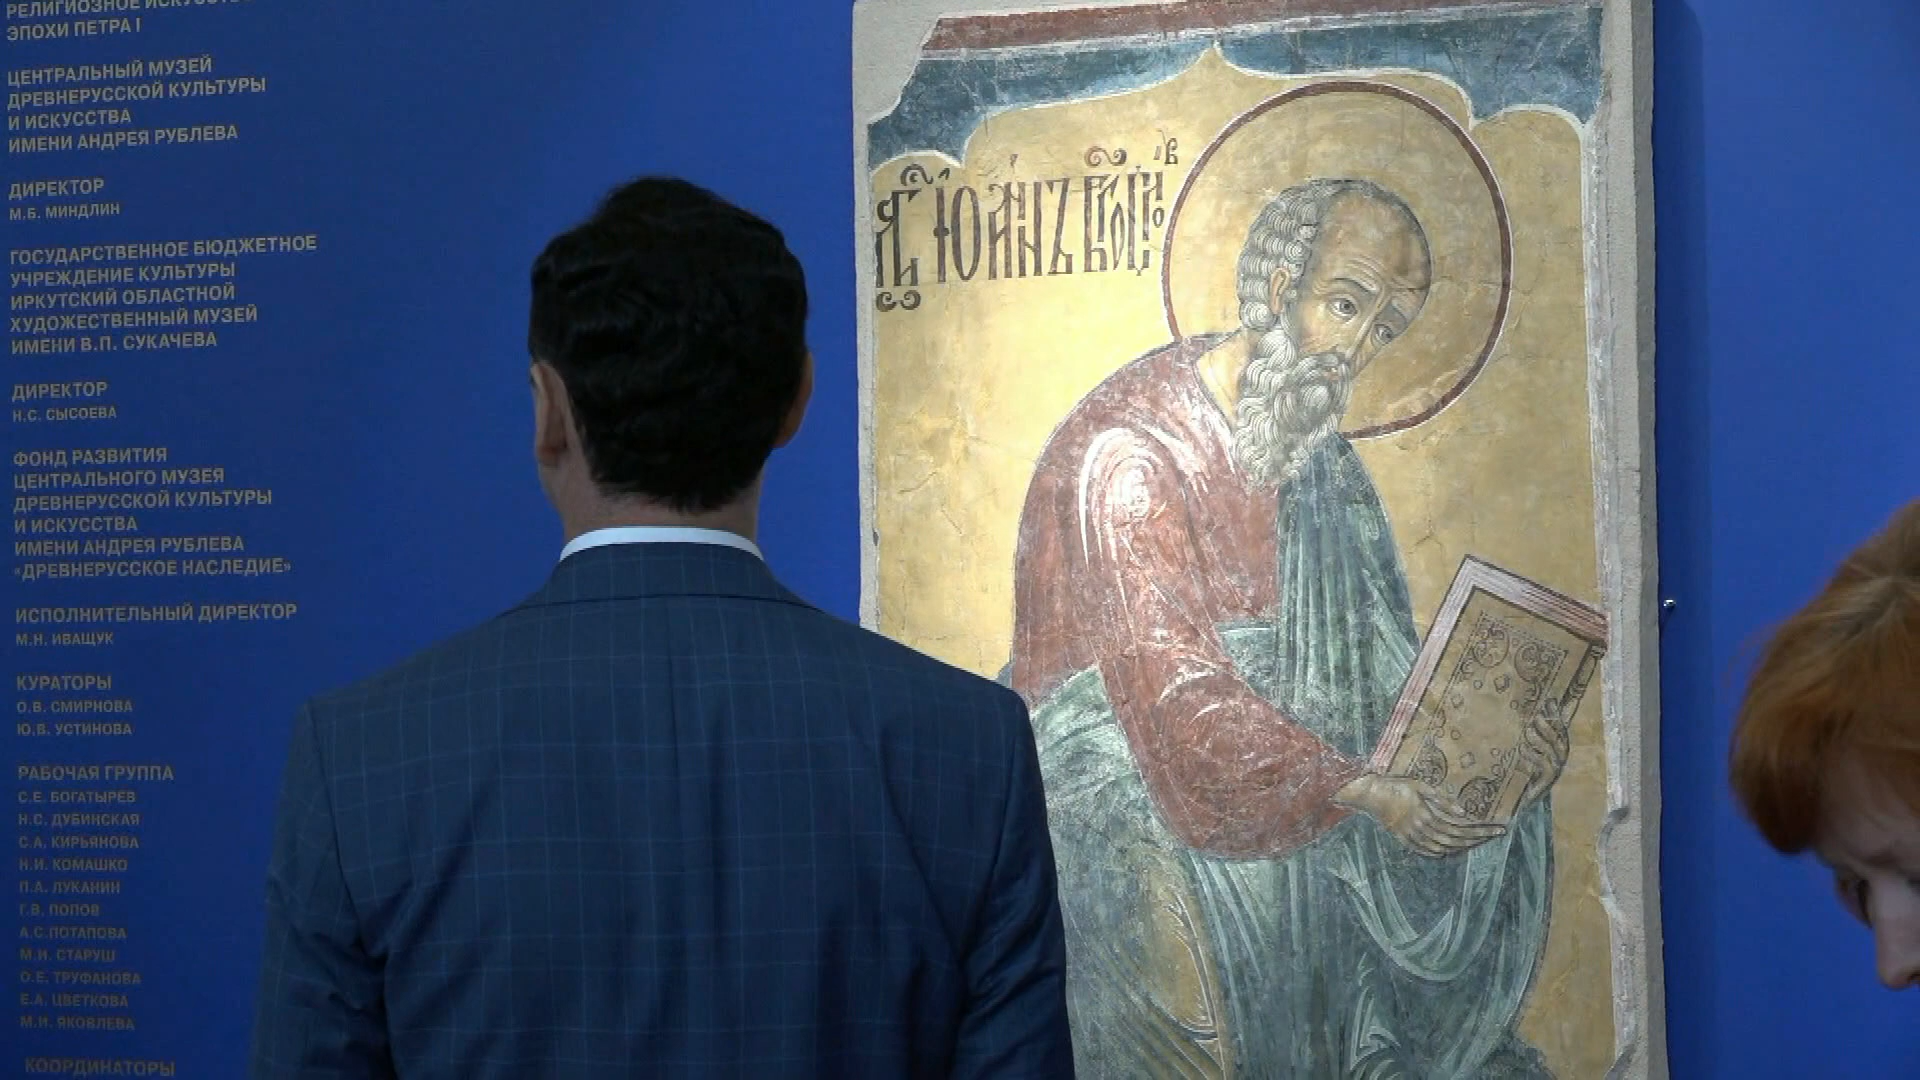 РЕЛИГИОЗНОЕ ИСКУССТВО
ЭПОХИ ПЕТРА I
ЦЕНТРАЛЬНЫЙ МУЗЕЙ
ДРЕВНЕРУССКОЙ КУЛЬТУРЫ
И ИСКУССТВА
ИМЕНИ АНДРЕЯ РУБЛЕВА
ДИРЕКТОР
М.Б. МИНДЛИН
ГОСУДАРСТВЕННОЕ БЮДЖЕТНОЕ
УЧРЕЖДЕНИЕ КУЛЬТУРЫ
ИРКУТСКИЙ ОБЛАСТНОЙ
ХУДОЖЕСТВЕННЫЙ МУЗЕЙ
ИМЕНИ В.П. СУКАЧЕВА
ДИРЕКТОР
Н.С. СЫСОЕВА
ФОНД РАЗВИТИЯ
ЦЕНТРАЛЬНОГО МУЗЕЯ
ДРЕВНЕРУССКОЙ КУЛЬТУРЫ
И ИСКУССТВА
ИМЕНИ АНДРЕЯ РУБЛЕВА
«ДРЕВНЕРУССКОЕ НАСЛЕДИЕ»
ИСПОЛНИТЕЛЬНЫЙ ДИРЕКТОР
М.Н. ИВАЩУК
КУРАТОРЫ
О.В. СМИРНОВА
Ю.В. УСТИНОВА
РАБОЧАЯ ГРУППА
С.Е. БОГАТЫРЕВ
Н.С. ДУБИНСКАЯ
С.А. КИРЬЯНОВА
Н.И. КОМАШКО
П.А. ЛУКАНИН
Г.В. ПОПОВ
А.С.ПОТАПОВА
М.И. СТАРУШ
О.Е. ТРУФАНОВА
Е.А. ЦВЕТКОВА
М.И. ЯКОВЛЕВА
КООРДИНАТОРЫ